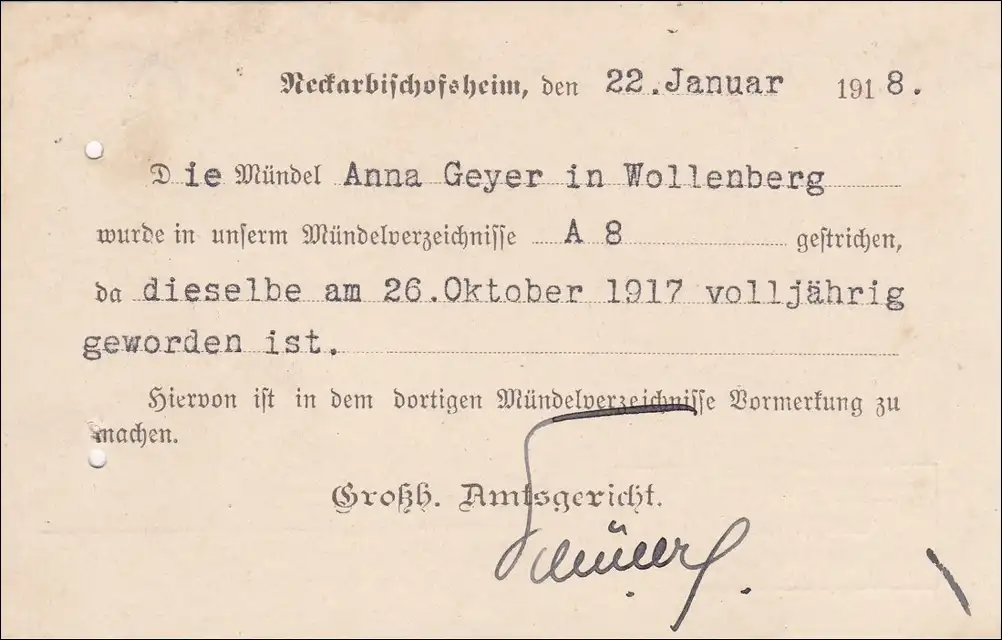 Neckarbischofsheim, den 22.Januar 1918.
Die Mündel Anna Geyer in Wollenberg
wurde in unserm Mündelverzeichnisse A 8 gestrichen,
da dieselbe am 26.Oktober 1917 volljährig
geworden ist.
Hiervon ist in dem dortigen Mündelverzeichnisse Vormerkung zu
machen.
Großh. Amtsgericht.